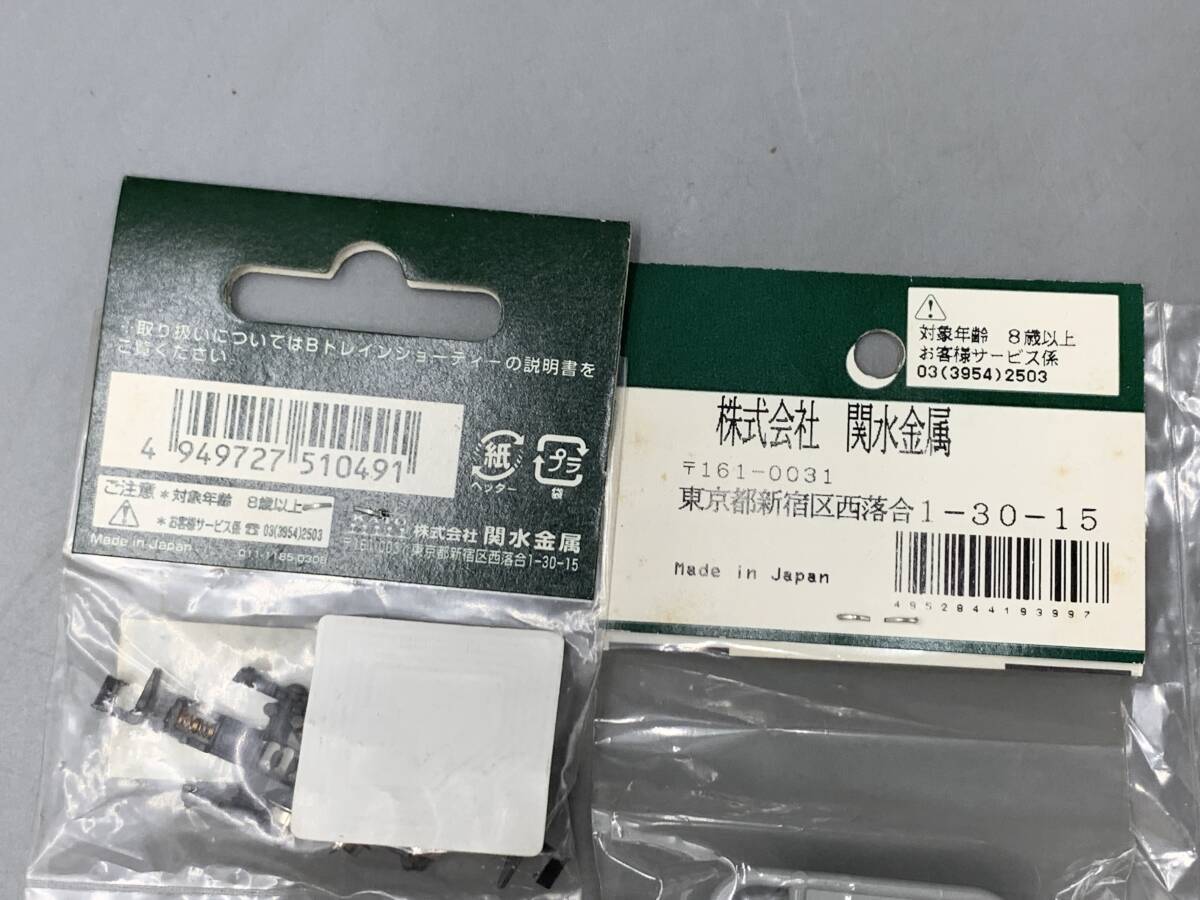 ※取り扱いについてはBトレインショーティーの説明書を
ご覧ください
4 949727 510491
紙
ヘッダー
プラ
袋
ご注意 *対象年齢 8歳以上
*お客様サービス係 ☎ 03(3954)2503
Made in Japan
011-1185-0306
KATO 株式会社 関水金属
〒161-0031 東京都新宿区西落合1-30-15
対象年齢 8歳以上
お客様サービス係
03(3954)2503
株式会社 関水金属
〒161-0031
東京都新宿区西落合1-30-15
Made in Japan
4952844193997